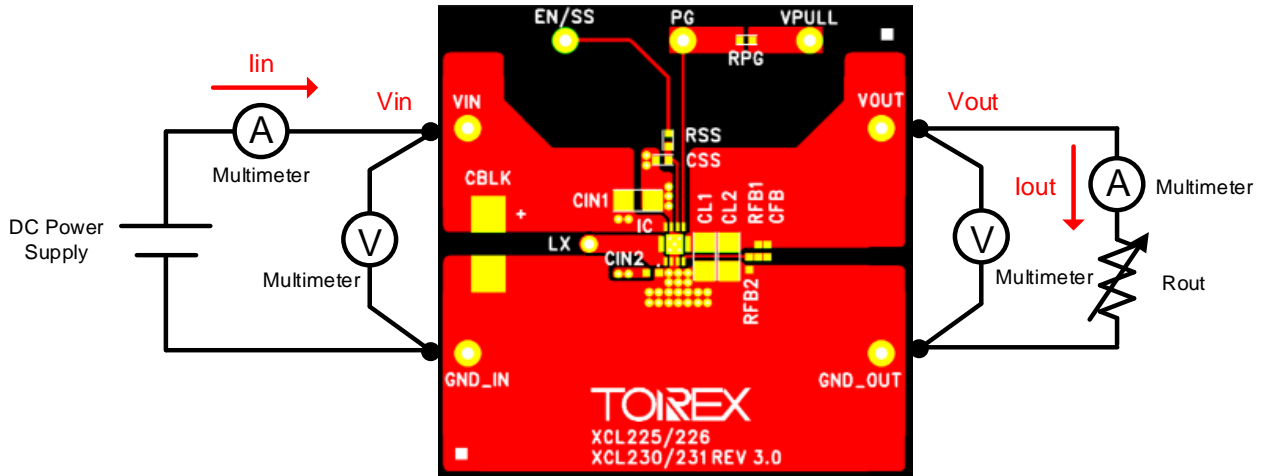 EN/SS
PG
VPULL
RPG
Iin
Vin
A
Multimeter
VIN
VOUT
Vout
RSS
CSS
CBLK
+
CIN1
CL1
CL2
RFB1
CFB
Iout
A
Multimeter
DC Power
Supply
V
Multimeter
IC
LX
CIN2
RFB2
V
Multimeter
Rout
GND_IN
GND_OUT
TOIREX
XCL225/226
XCL230/231 REV 3.0